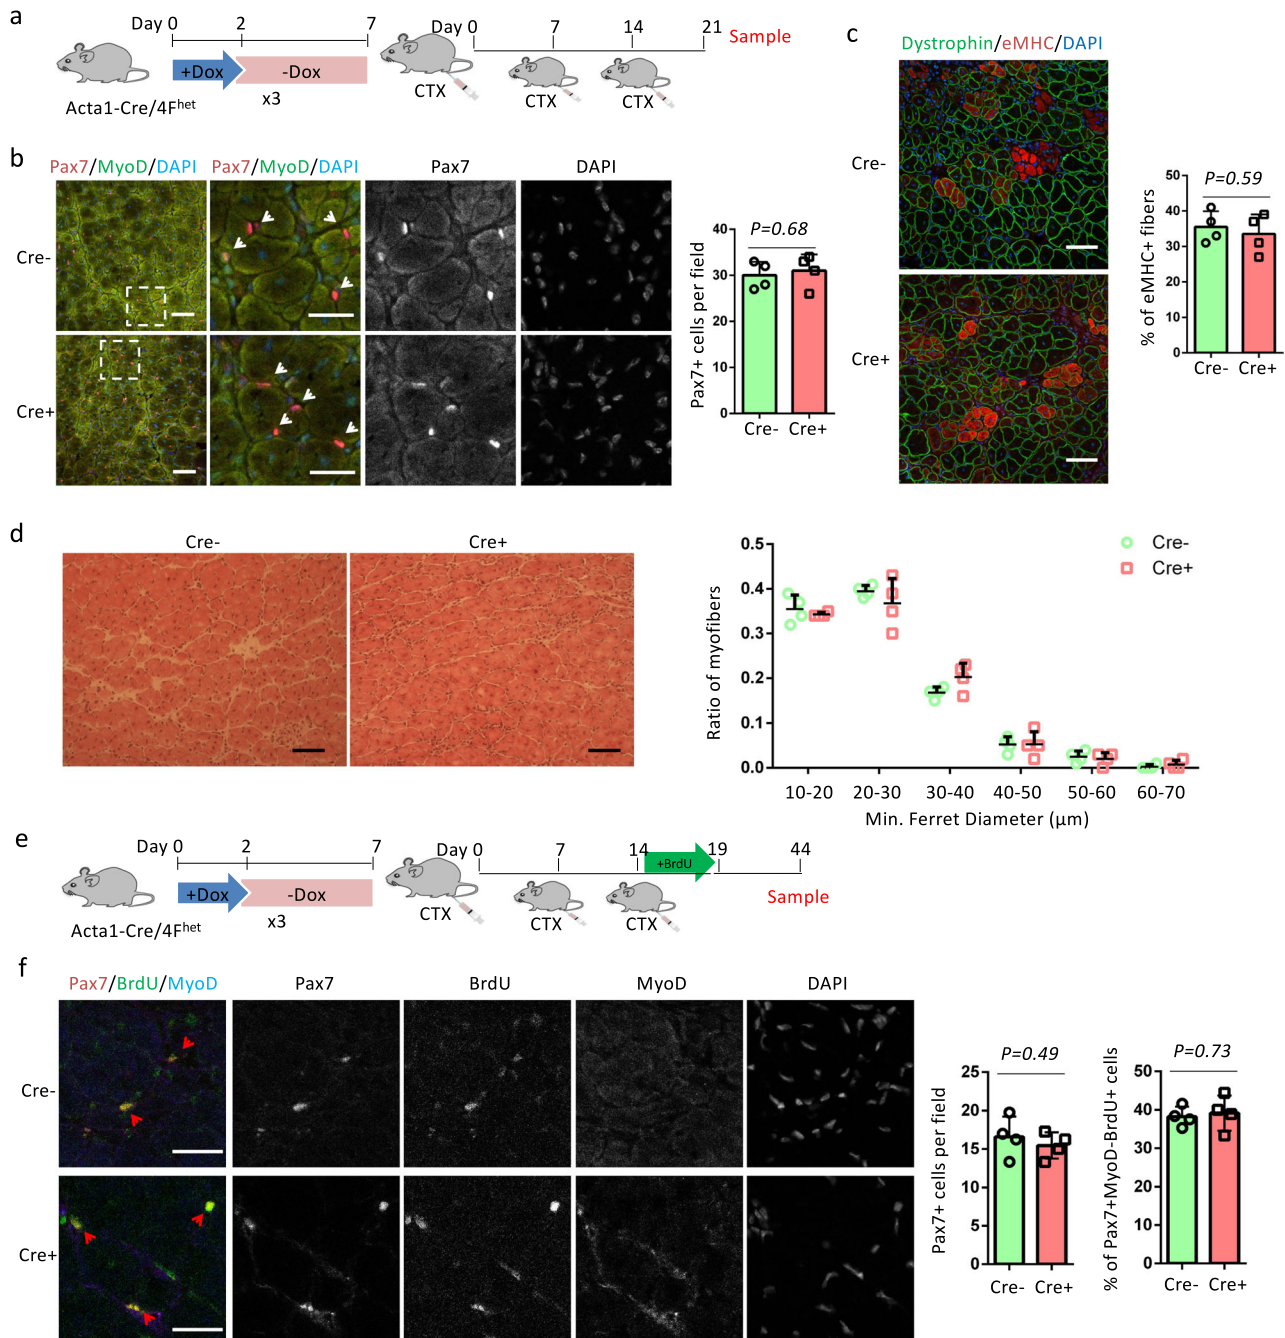 a
Day 0 2 7
+Dox -Dox
x3
Acta1-Cre/4Fhet
Day 0 7 14 21 Sample
CTX CTX CTX
b
Pax7/MyoD/DAPI Pax7/MyoD/DAPI Pax7 DAPI
Cre-
Cre+
P=0.68
Pax7+ cells per field
40
30
20
10
0
Cre- Cre+
c
Dystrophin/eMHC/DAPI
Cre-
Cre+
P=0.59
% of eMHC+ fibers
50
40
30
20
10
0
Cre- Cre+
d
Cre- Cre+
Cre-
Cre+
Ratio of myofibers
0.5
0.4
0.3
0.2
0.1
0.0
10-20 20-30 30-40 40-50 50-60 60-70
Min. Ferret Diameter (µm)
e
Day 0 2 7
+Dox -Dox
x3
Acta1-Cre/4Fhet
Day 0 7 14 19 44
+BrdU
Sample
CTX CTX CTX
f
Pax7/BrdU/MyoD Pax7 BrdU MyoD DAPI
Cre-
Cre+
P=0.49
Pax7+ cells per field
25
20
15
10
5
0
Cre- Cre+
P=0.73
% of Pax7+MyoD-BrdU+ cells
50
40
30
20
10
0
Cre- Cre+